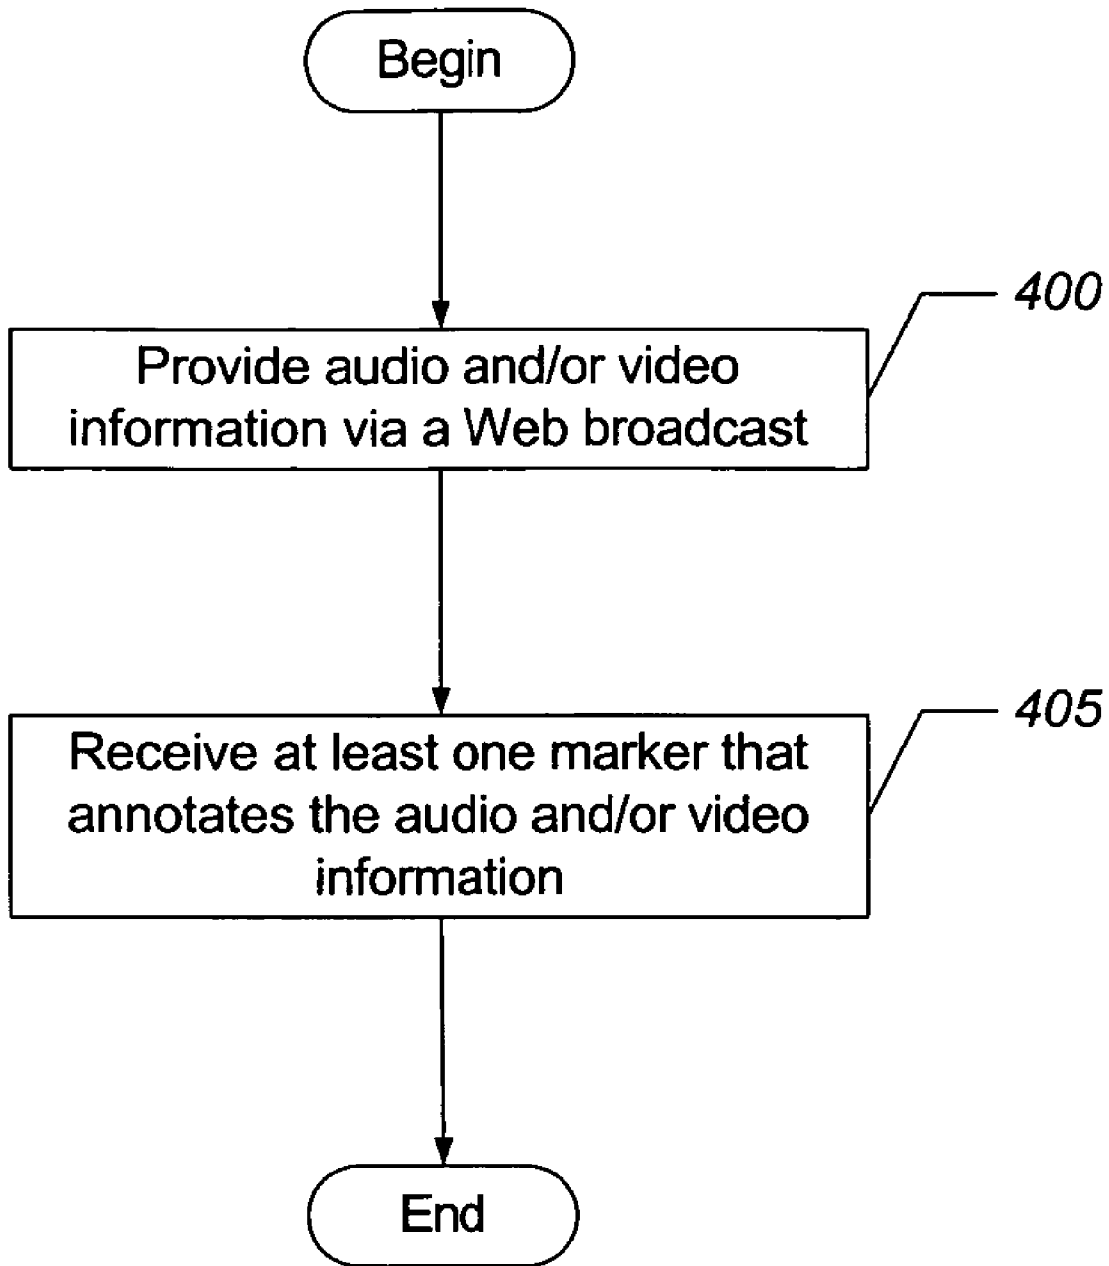 Begin
400
Provide audio and/or video
information via a Web broadcast
405
Receive at least one marker that
annotates the audio and/or video
information
End